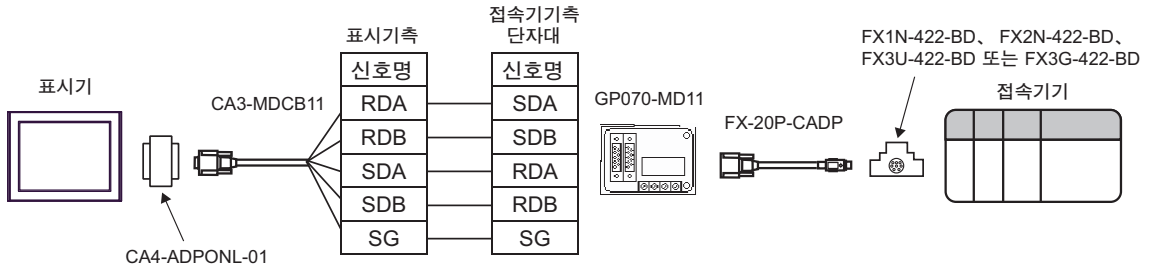 표시기
CA4-ADPONL-01
CA3-MDCB11
표시기측
신호명
RDA
RDB
SDA
SDB
SG
접속기기측
단자대
신호명
SDA
SDB
RDA
RDB
SG
GP070-MD11
FX-20P-CADP
FX1N-422-BD、 FX2N-422-BD、
FX3U-422-BD 또는 FX3G-422-BD
접속기기